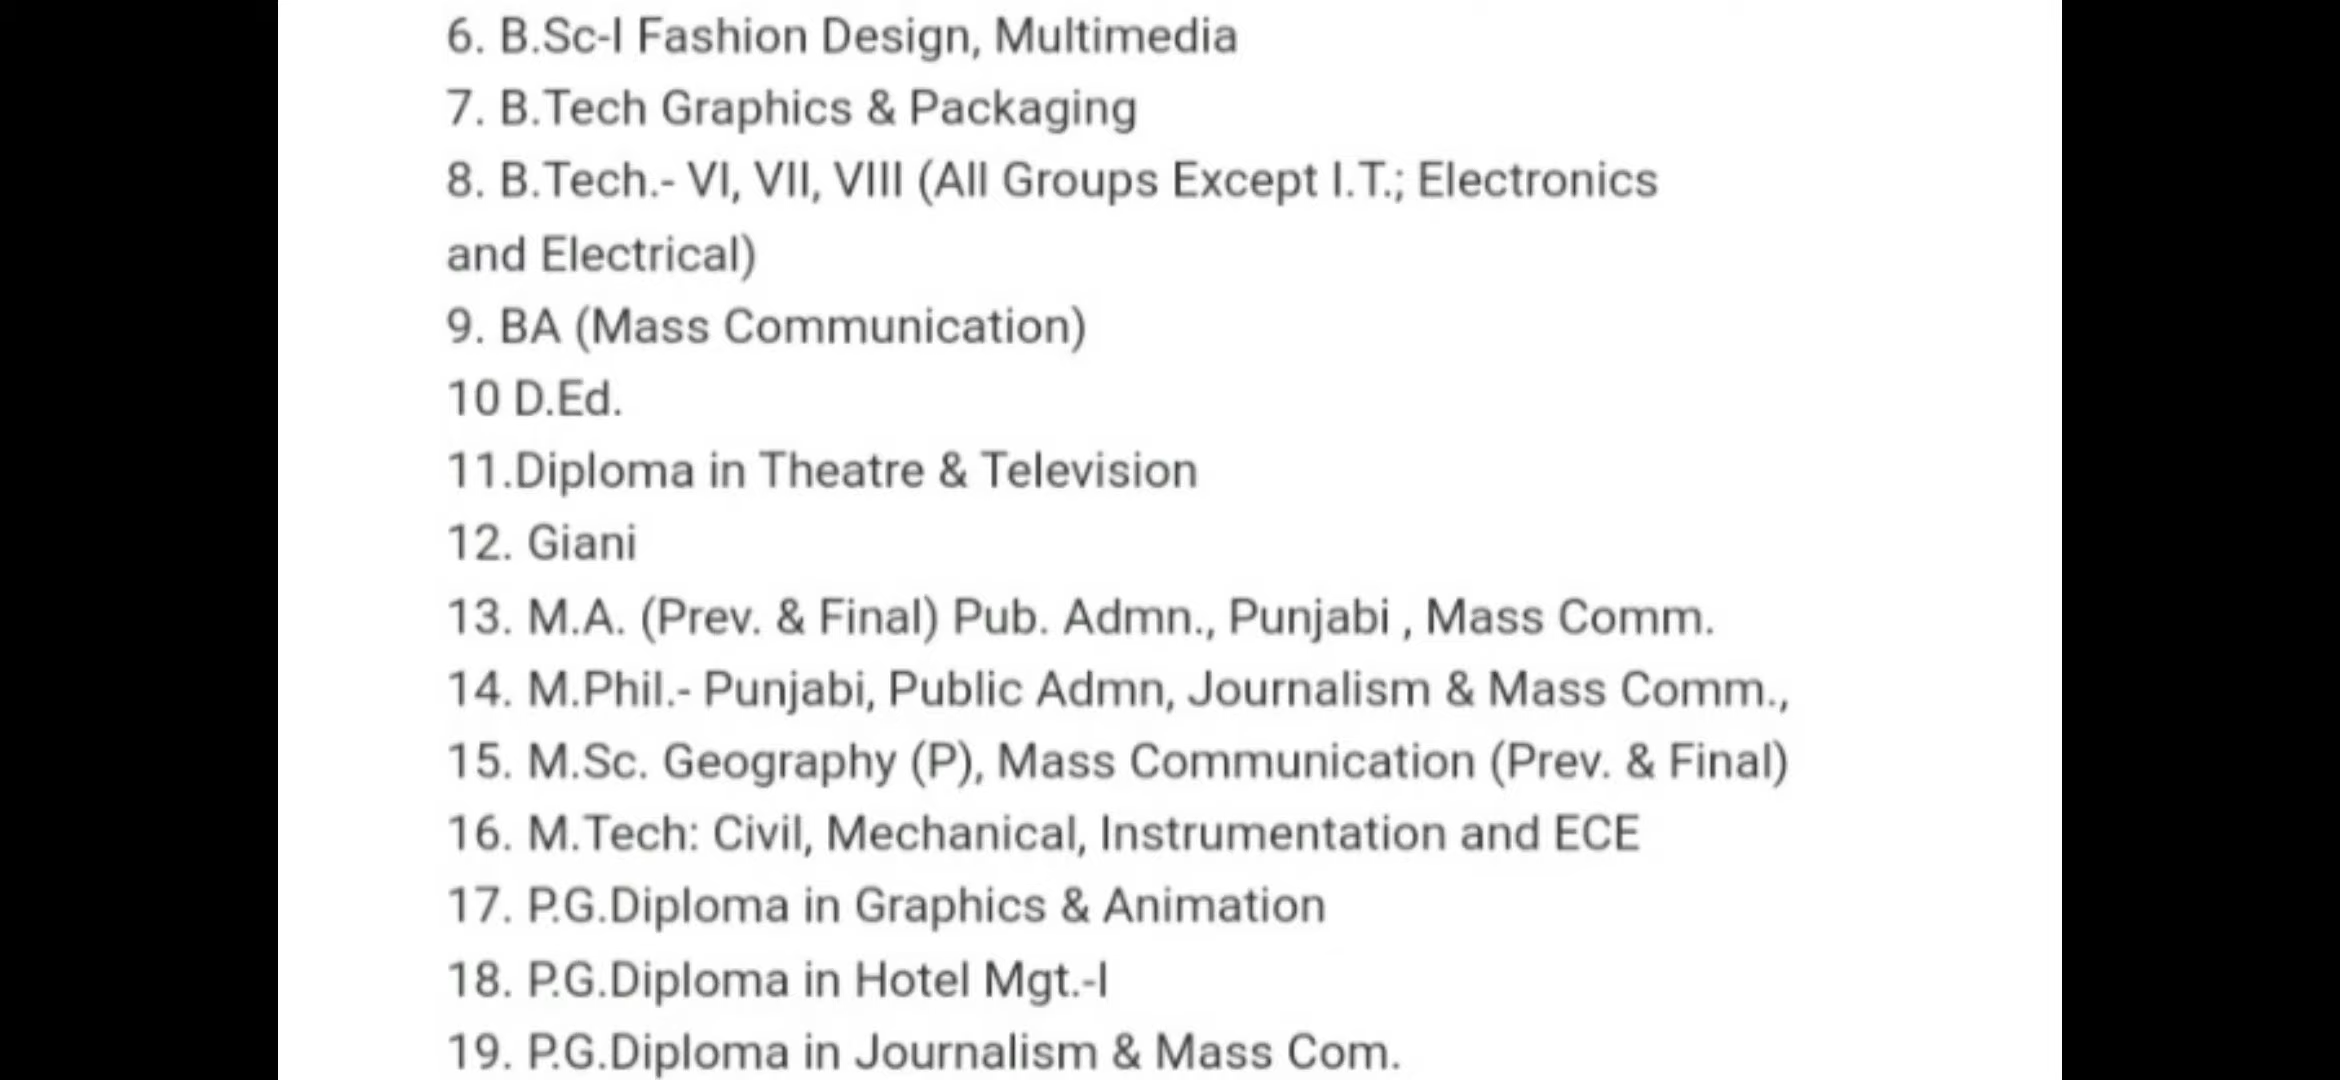 6. B.Sc-I Fashion Design, Multimedia
7. B.Tech Graphics & Packaging
8. B.Tech.- VI, VII, VIII (All Groups Except I.T.; Electronics
and Electrical)
9. BA (Mass Communication)
10 D.Ed.
11.Diploma in Theatre & Television
12. Giani
13. M.A. (Prev. & Final) Pub. Admn., Punjabi , Mass Comm.
14. M.Phil.- Punjabi, Public Admn, Journalism & Mass Comm.,
15. M.Sc. Geography (P), Mass Communication (Prev. & Final)
16. M.Tech: Civil, Mechanical, Instrumentation and ECE
17. P.G.Diploma in Graphics & Animation
18. P.G.Diploma in Hotel Mgt.-I
19. P.G.Diploma in Journalism & Mass Com.